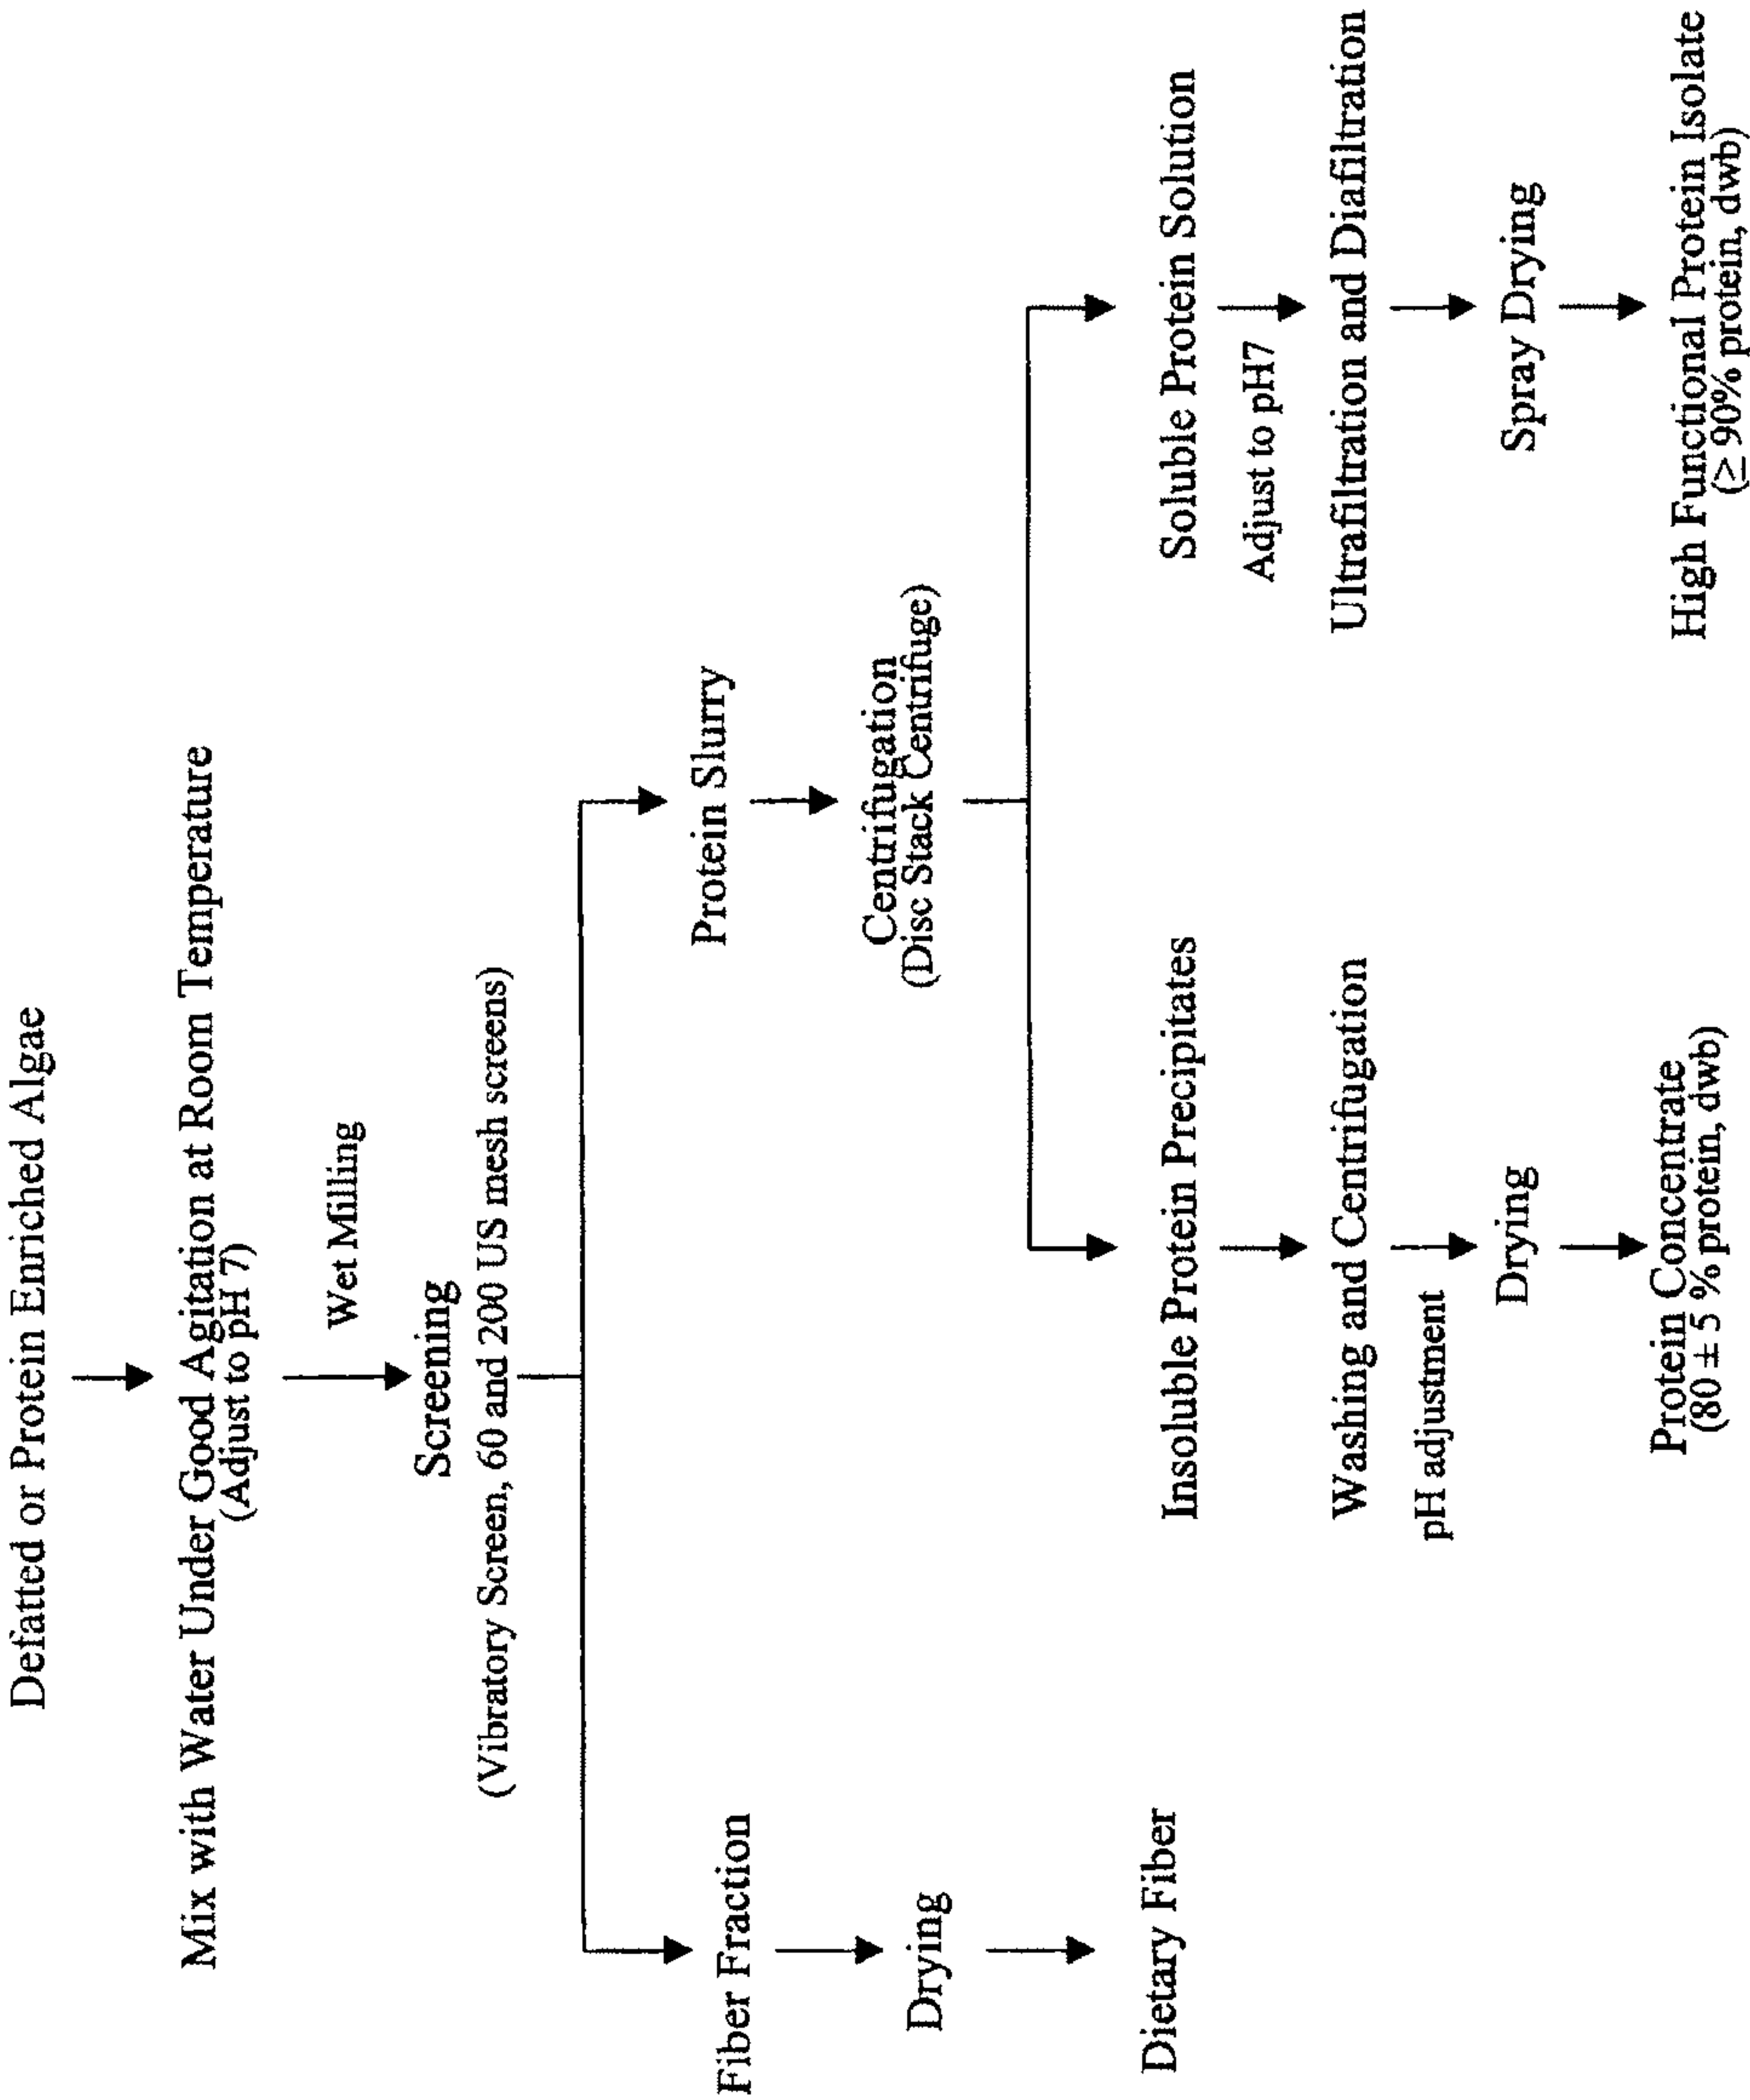 Defatted or Protein Enriched Algae
Mix with Water Under Good Agitation at Room Temperature
(Adjust to pH 7)
Wet Milling
Screening
(Vibratory Screen, 60 and 200 US mesh screens)
Fiber Fraction
Drying
Dietary Fiber
Protein Slurry
Centrifugation
(Disc Stack Centrifuge)
Insoluble Protein Precipitates
Washing and Centrifugation
pH adjustment
Drying
Protein Concentrate
(80 ± 5 % protein, dwb)
Soluble Protein Solution
Adjust to pH7
Ultrafiltration and Diafiltration
Spray Drying
High Functional Protein Isolate
(≥ 90% protein, dwb)